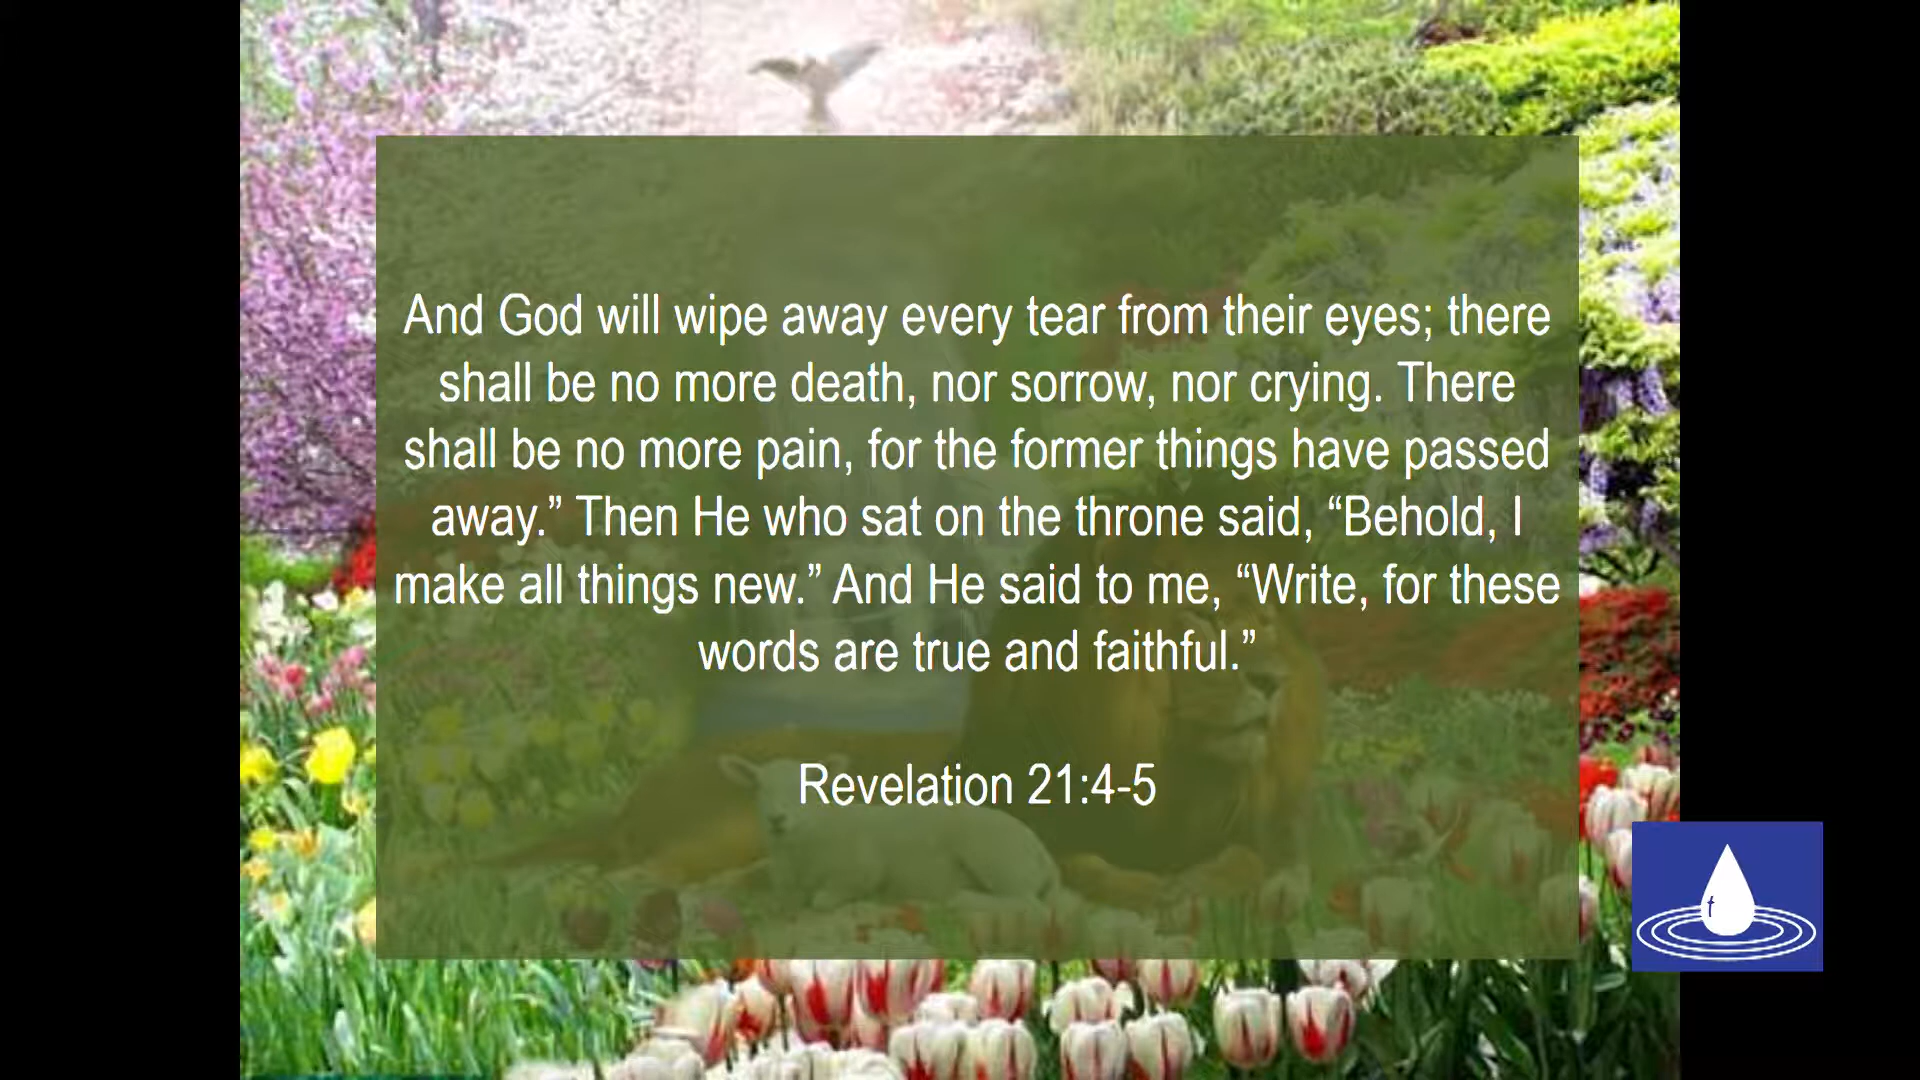 And God will wipe away every tear from their eyes; there
shall be no more death, nor sorrow, nor crying. There
shall be no more pain, for the former things have passed
away.” Then He who sat on the throne said, “Behold, I
make all things new.” And He said to me, “Write, for these
words are true and faithful.”
Revelation 21:4-5